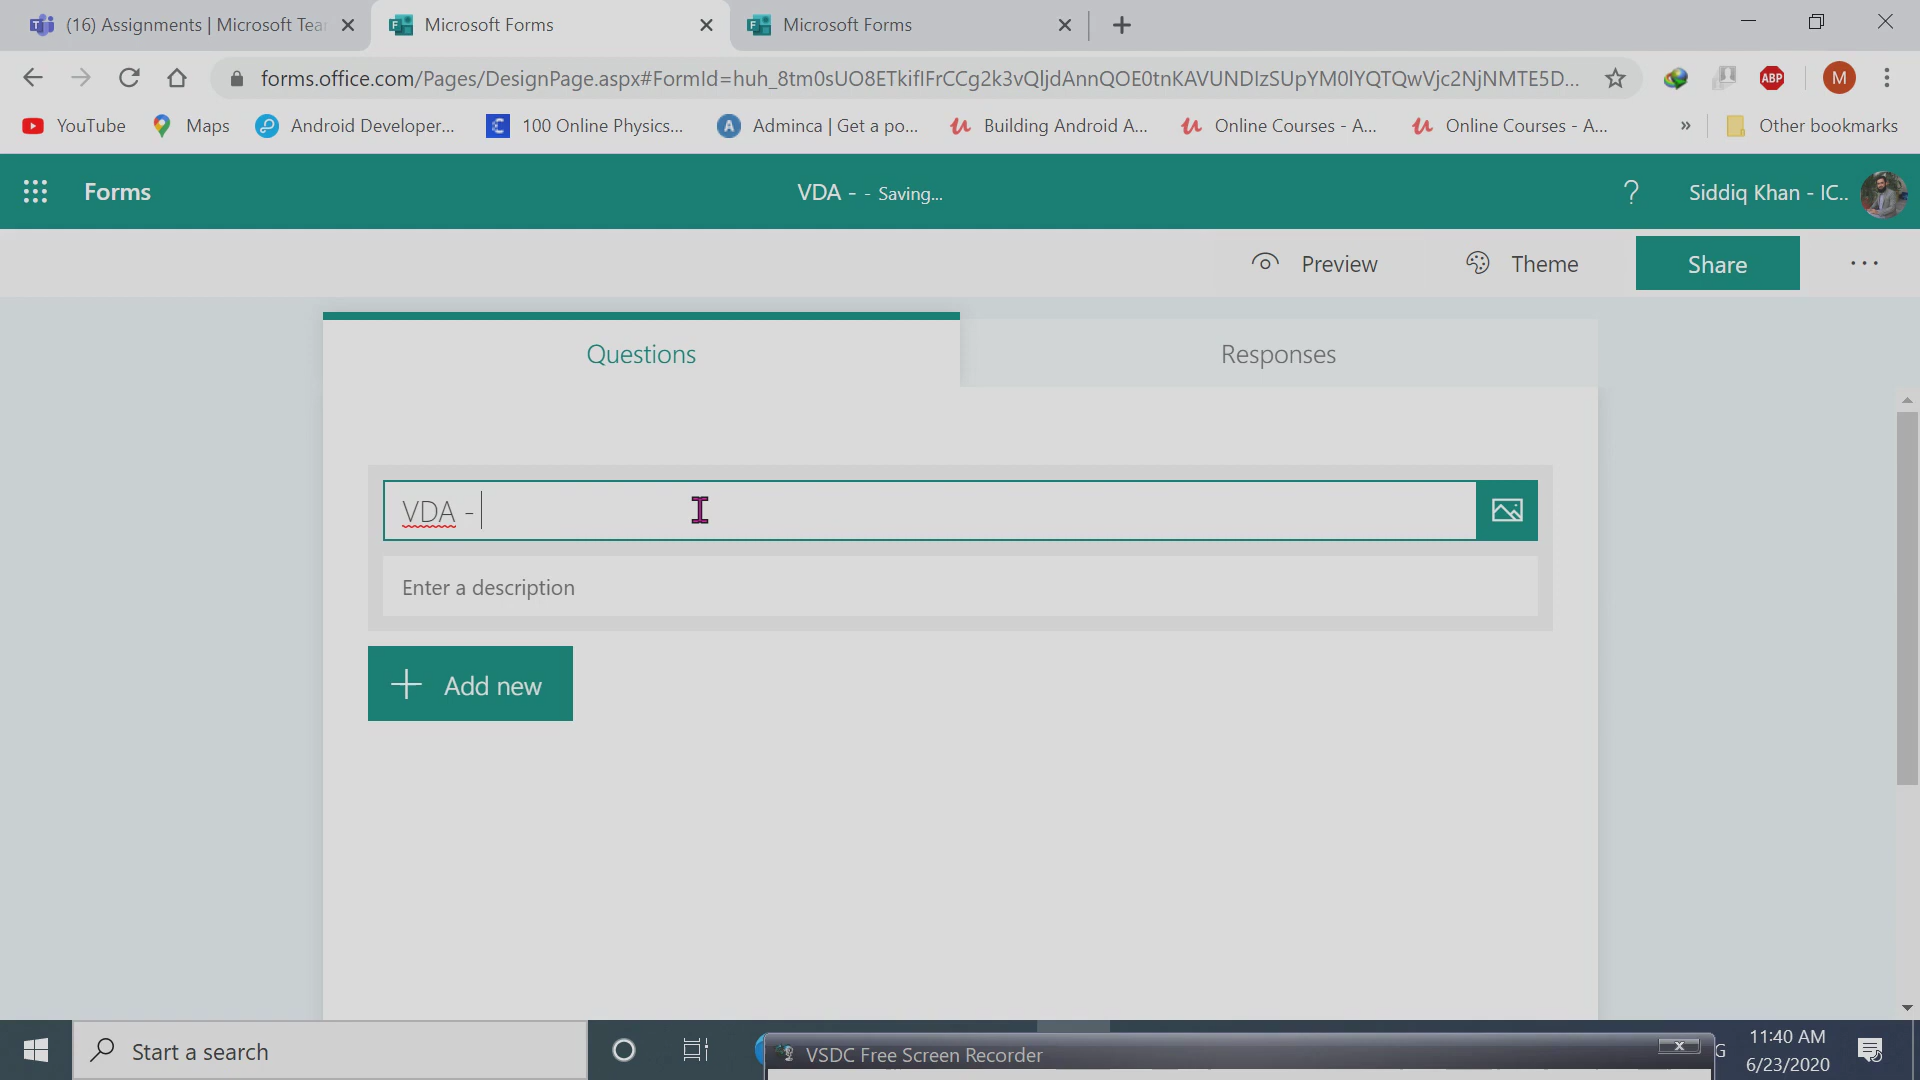 (16) Assignments | Microsoft Tea
Microsoft Forms
Microsoft Forms
forms.office.com/Pages/DesignPage.aspx#FormId=huh_8tm0sUO8ETkifIFrCCg2k3vQljdAnnQOE0tnKAVUNDIzSUpYM0lYQTQwVjc2NjNMTE5D...
ABP
M
YouTube
Maps
Android Developer...
100 Online Physics...
Adminca | Get a po...
Building Android A...
Online Courses - A...
Online Courses - A...
»
Other bookmarks
Forms
VDA - - Saving...
?
Siddiq Khan - IC..
Preview
Theme
Share
...
Questions
Responses
VDA -
Enter a description
Add new
Start a search
VSDC Free Screen Recorder
G
11:40 AM
6/23/2020